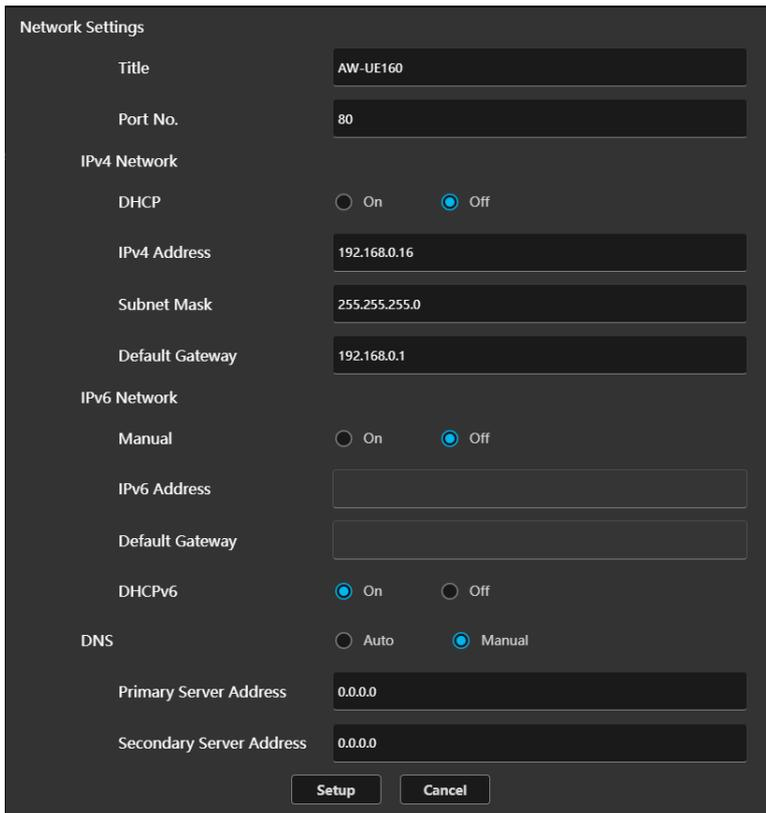 Network Settings
Title AW-UE160
Port No. 80
IPv4 Network
DHCP On Off
IPv4 Address 192.168.0.16
Subnet Mask 255.255.255.0
Default Gateway 192.168.0.1
IPv6 Network
Manual On Off
IPv6 Address
Default Gateway
DHCPv6 On Off
DNS Auto Manual
Primary Server Address 0.0.0.0
Secondary Server Address 0.0.0.0
Setup Cancel